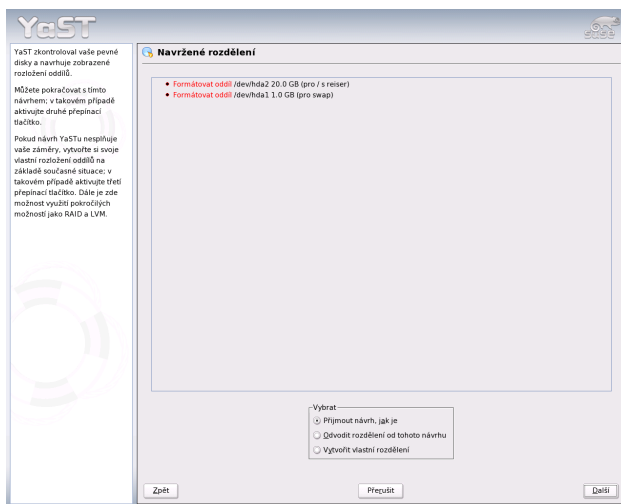 YaST
SuSE
YaST zkontroloval vaše pevné
disky a navrhuje zobrazené
rozložení oddílů.
Můžete pokračovat s tímto
návrhem; v takovém případě
aktivujte druhé přepínací
tlačítko.
Pokud návrh YaSTu nesplňuje
vaše záměry, vytvořte si svoje
vlastní rozložení oddílů na
základě současné situace; v
takovém případě aktivujte třetí
přepínací tlačítko. Dále je zde
možnost využití pokročilých
možností jako RAID a LVM.
Navržené rozdělení
Formátovat oddíl /dev/hda2 20.0 GB (pro / s reiser)
Formátovat oddíl /dev/hda1 1.0 GB (pro swap)
Vybrat
Přijmout návrh, jak je
Odvodit rozdělení od tohoto návrhu
Vytvořit vlastní rozdělení
Zpět
Přerušit
Další